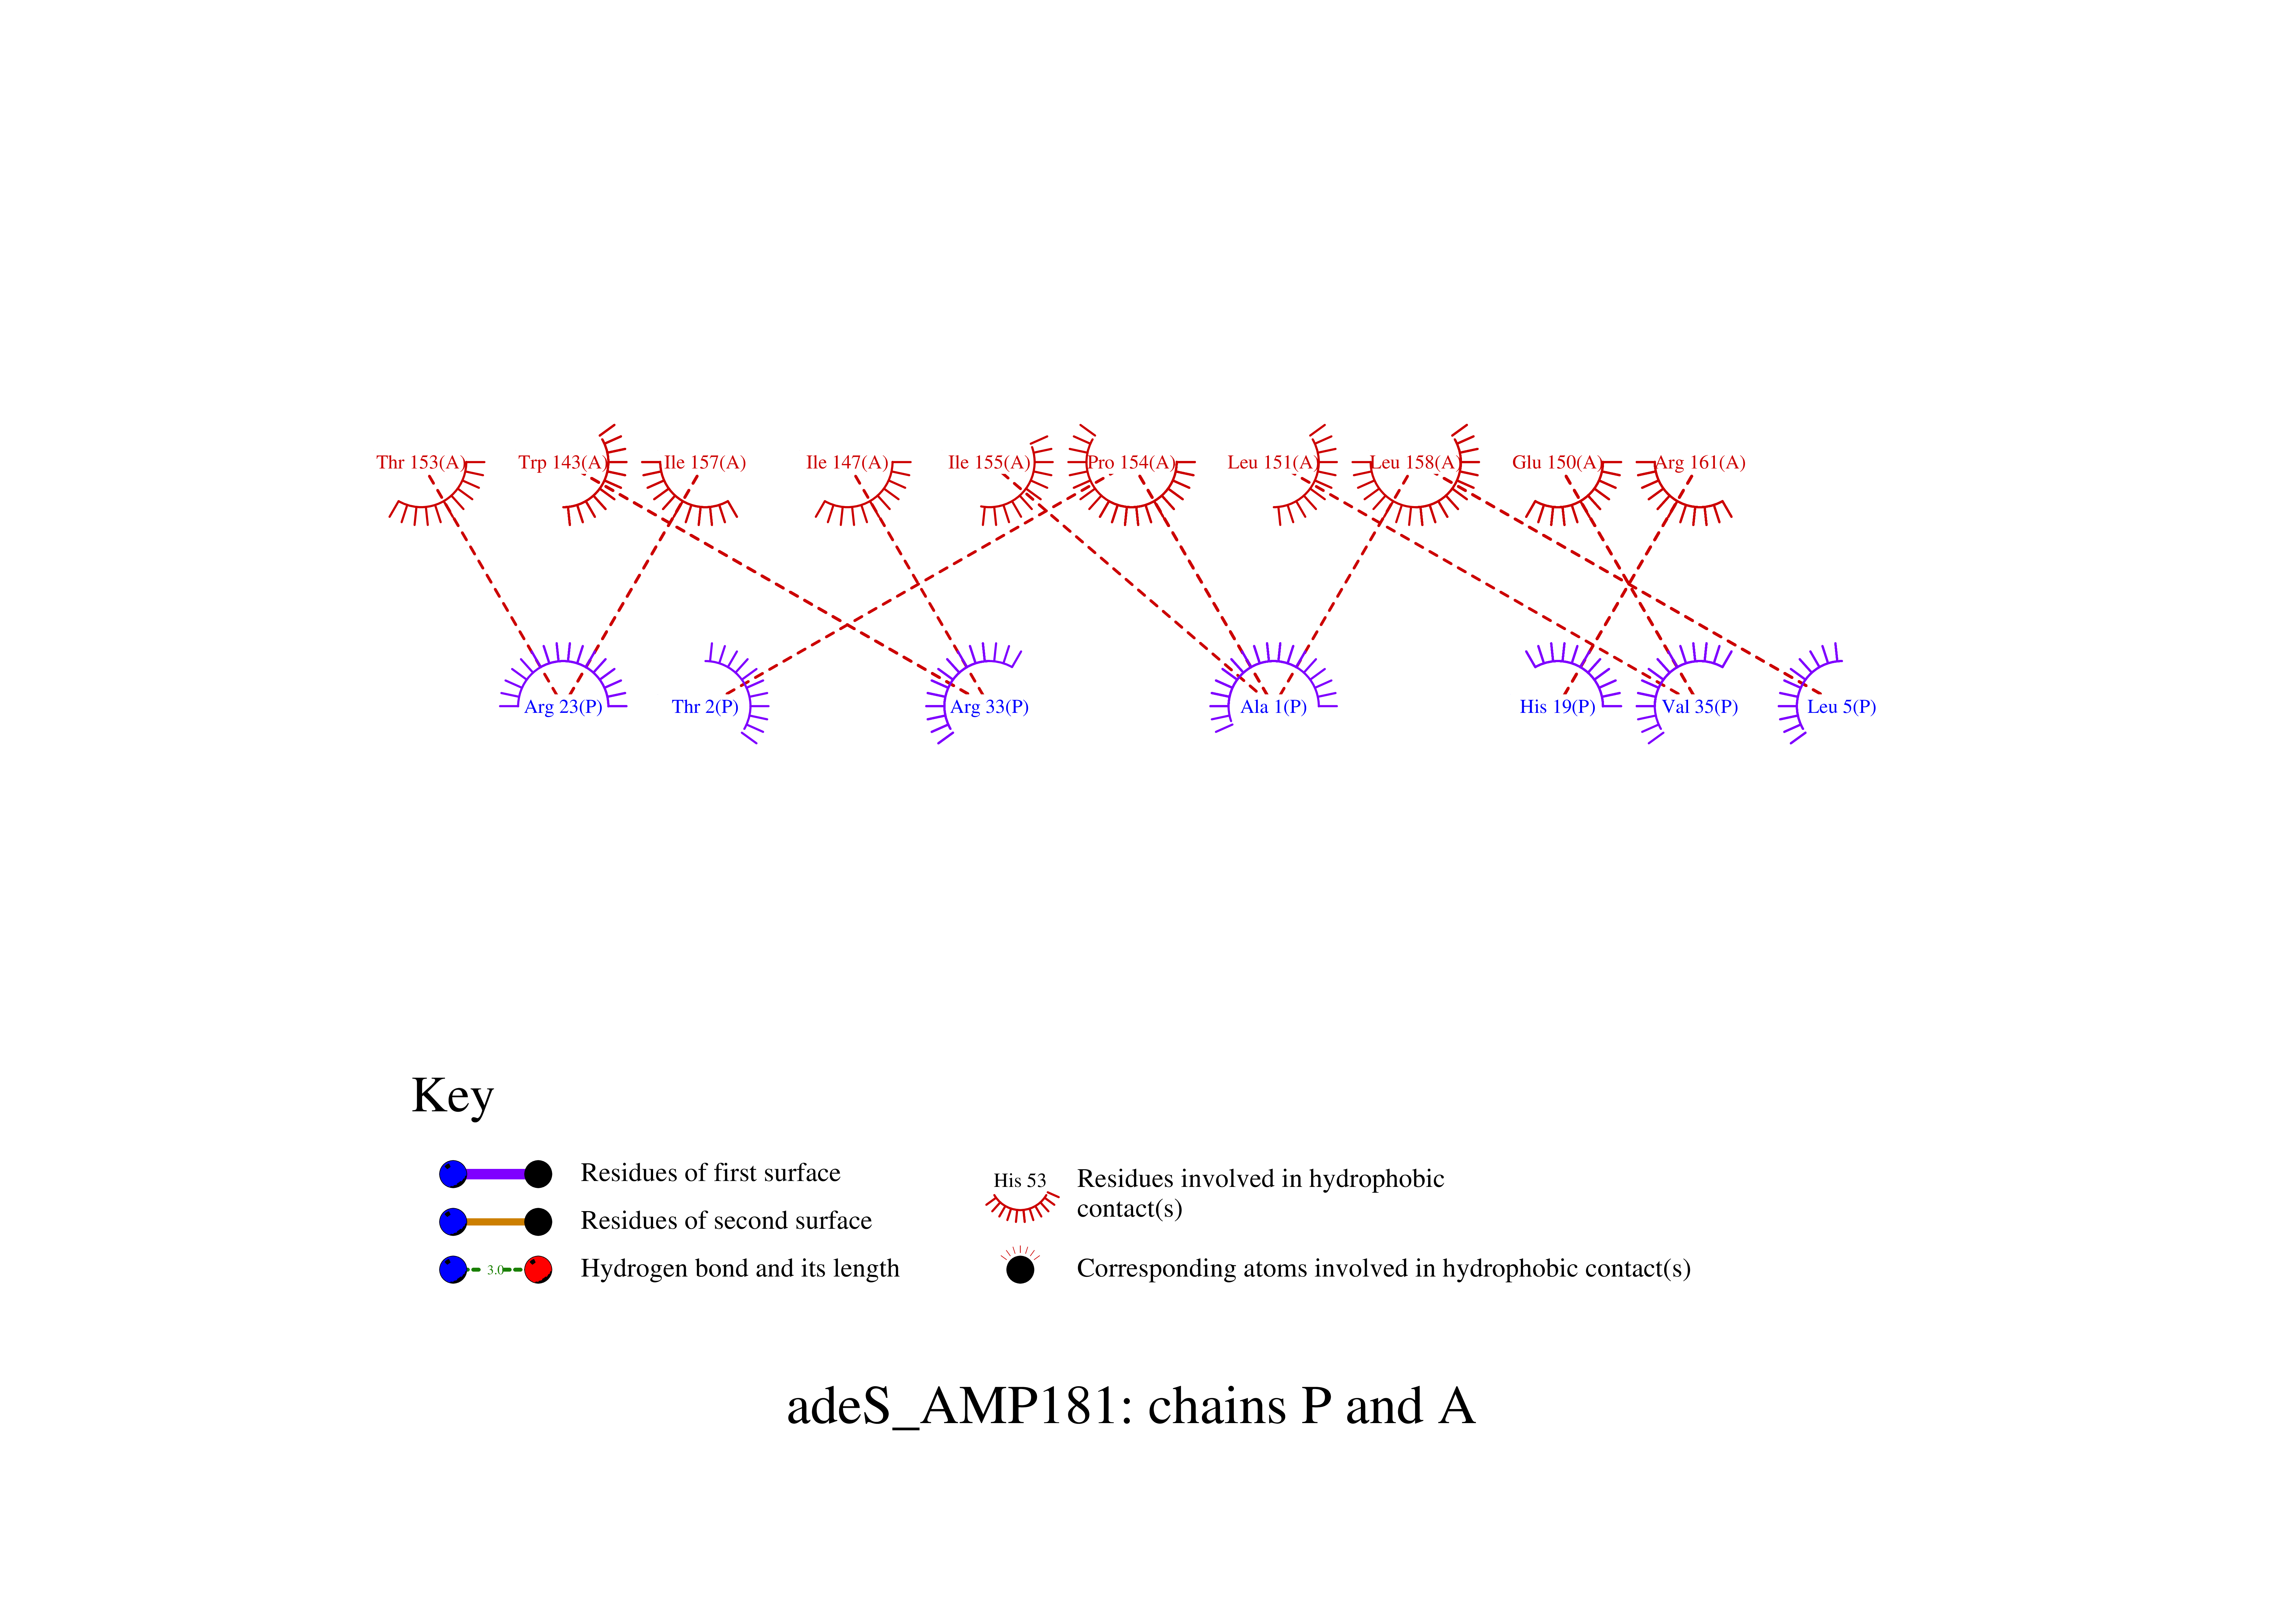 Thr 153(A) Trp 143(A) Ile 157(A) Ile 147(A) Ile 155(A) Pro 154(A) Leu 151(A) Leu 158(A) Glu 150(A) Arg 161(A)
Arg 23(P) Thr 2(P) Arg 33(P) Ala 1(P) His 19(P) Val 35(P) Leu 5(P)
Key
Residues of first surface
Residues of second surface
3.0 Hydrogen bond and its length
His 53 Residues involved in hydrophobic
contact(s)
Corresponding atoms involved in hydrophobic contact(s)
adeS_AMP181: chains P and A